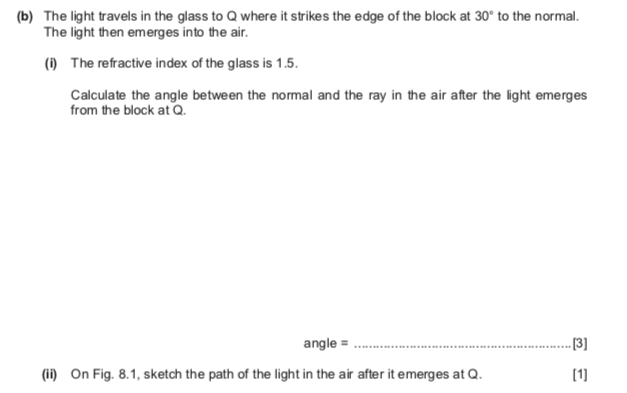 (b) The light travels in the glass to Q where it strikes the edge of the block at 30° to the normal.
The light then emerges into the air.
(i) The refractive index of the glass is 1.5.
Calculate the angle between the normal and the ray in the air after the light emerges
from the block at Q.
angle = ............................................................[3]
(ii) On Fig. 8.1, sketch the path of the light in the air after it emerges at Q. [1]